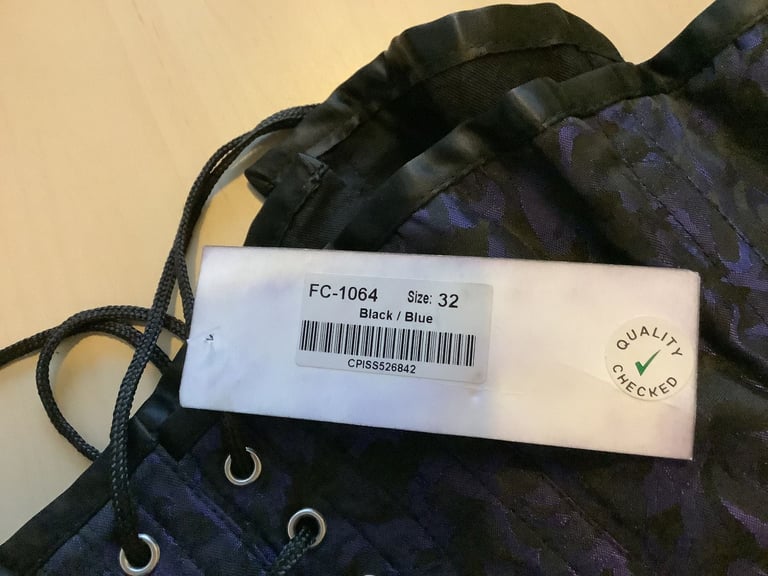 FC-1064 Size: 32
Black / Blue
CPISS526842
QUALITY
CHECKED